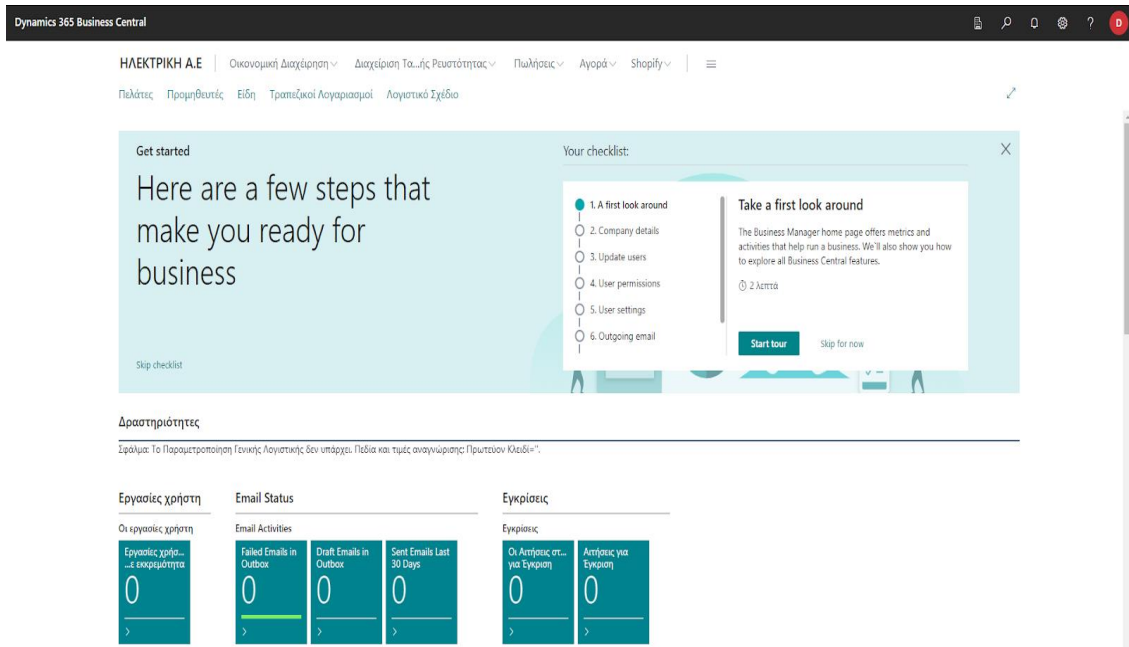 Dynamics 365 Business Central
?
D
ΗΛΕΚΤΡΙΚΗ Α.Ε
Οικονομική Διαχείριση
Διαχείριση Τα...ής Ρευστότητας
Πωλήσεις
Αγορά
Shopify
Πελάτες
Προμηθευτές
Είδη
Τραπεζικοί Λογαριασμοί
Λογιστικό Σχέδιο
Get started
Here are a few steps that
make you ready for
business
Skip checklist
Your checklist:
1. A first look around
2. Company details
3. Update users
4. User permissions
5. User settings
6. Outgoing email
Take a first look around
The Business Manager home page offers metrics and
activities that help run a business. We`ll also show you how
to explore all Business Central features.
2 λεπτά
Start tour
Skip for now
Δραστηριότητες
Σφάλμα: Το Παραμετροποίηση Γενικής Λογιστικής δεν υπάρχει. Πεδία και τιμές αναγνώρισης: Πρωτεύον Κλειδί=''.
Εργασίες χρήστη
Οι εργασίες χρήστη
Εργασίες χρήσ...
...ε εκκρεμότητα
0
Email Status
Email Activities
Failed Emails in
Outbox
0
Draft Emails in
Outbox
0
Sent Emails Last
30 Days
0
Εγκρίσεις
Εγκρίσεις
Οι Αιτήσεις στ...
για Έγκριση
0
Αιτήσεις για
Έγκριση
0